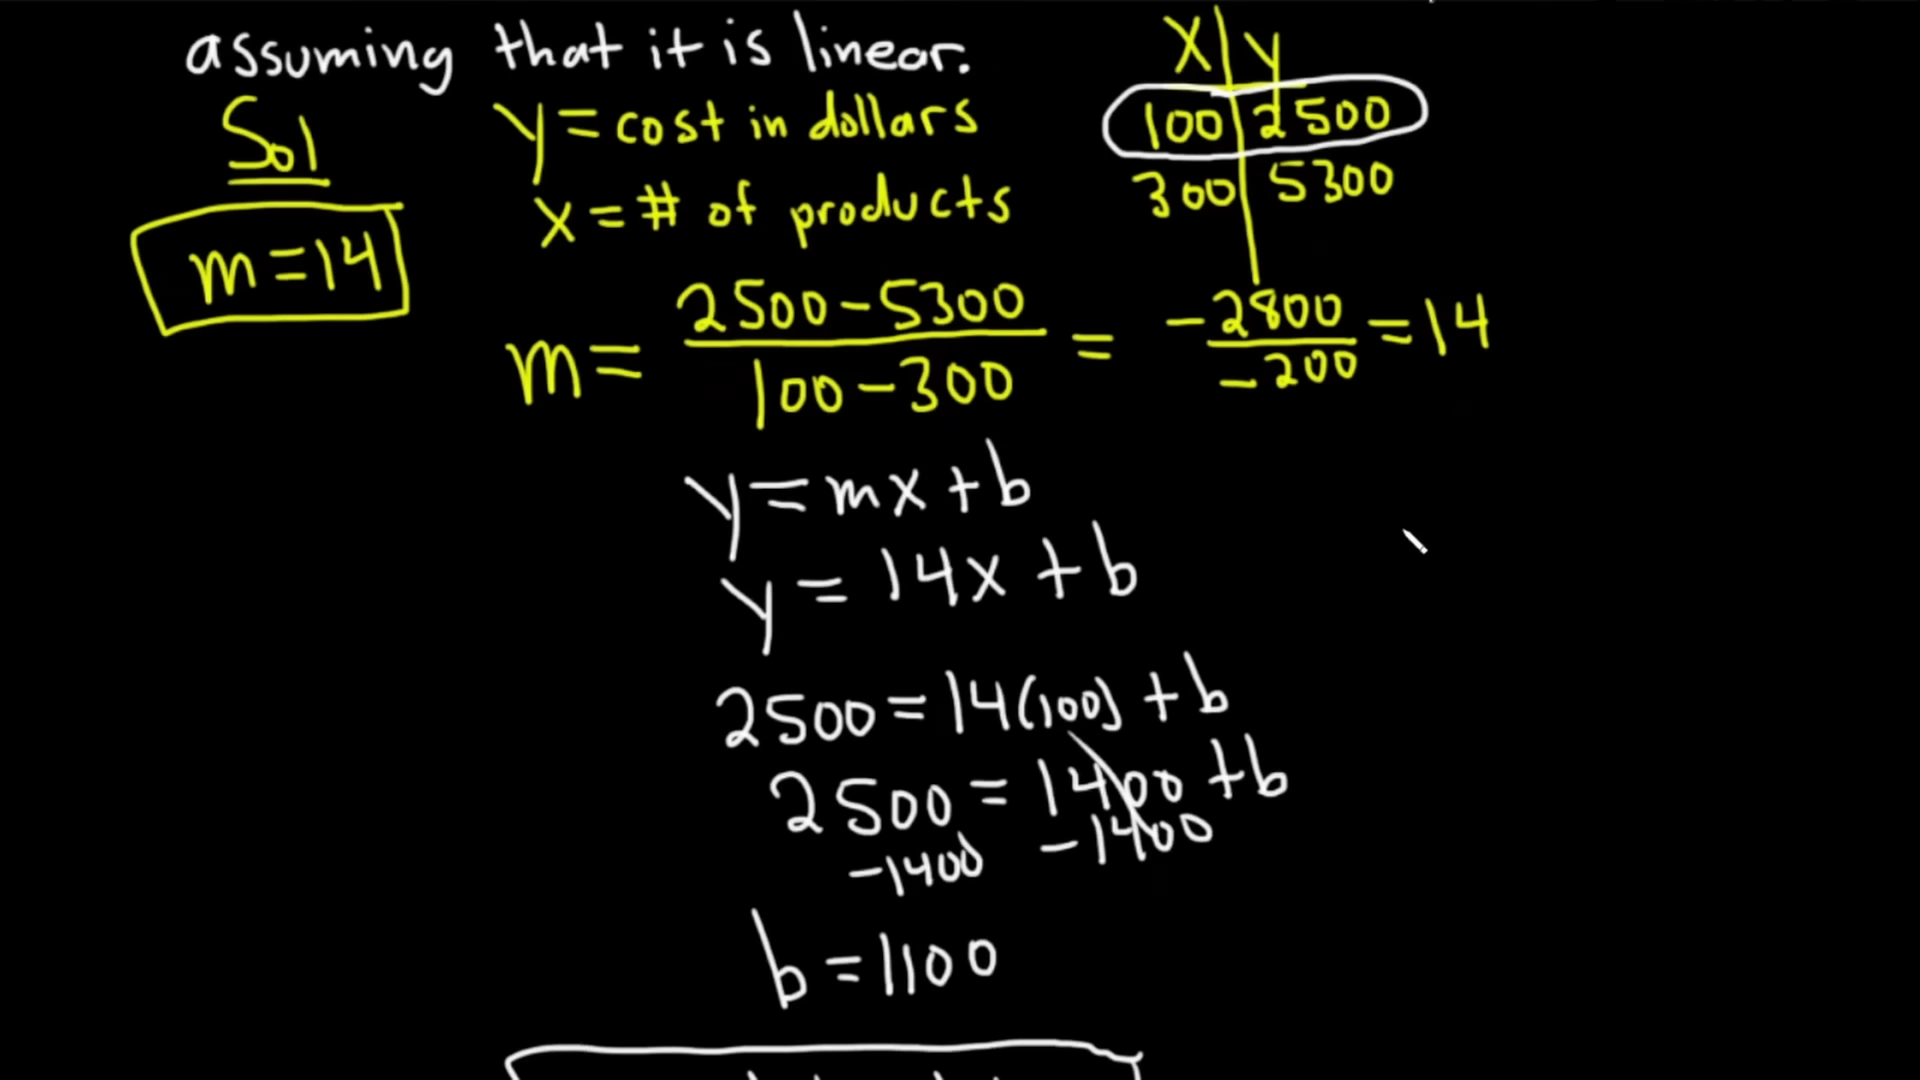 assuming that it is linear.
X | y
100 | 2500
300 | 5300
Sol
y = cost in dollars
x = # of products
m = 14
m = (2500 - 5300)/(100 - 300) = -2800/-200 = 14
y = mx + b
y = 14x + b
2500 = 14(100) + b
2500 = 1400 + b
-1400 -1400
b = 1100